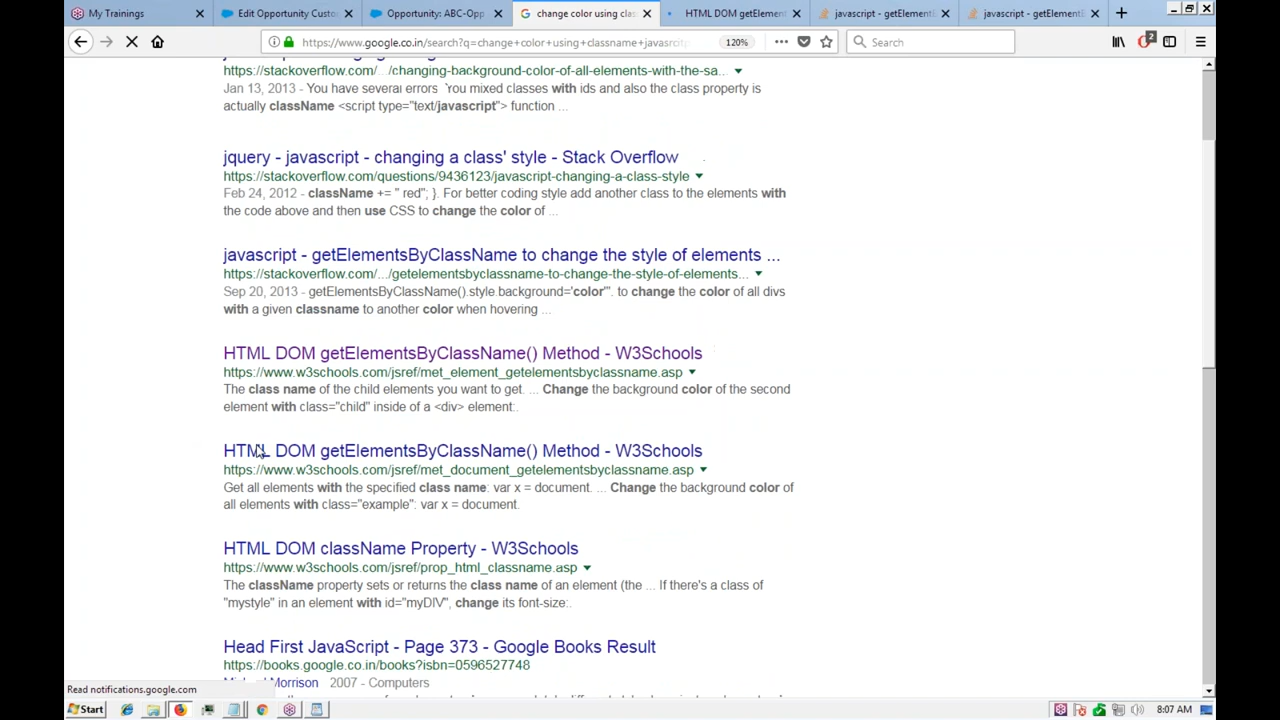 My Trainings
Edit Opportunity Custo
Opportunity: ABC-Opp
change color using clas
HTML DOM getElement
javascript - getElementsE
javascript - getElementsE
https://www.google.co.in/search?q=change+color+using+classname+javasrcit
120%
Search
2
https://stackoverflow.com/.../changing-background-color-of-all-elements-with-the-sa...
Jan 13, 2013 - You have several errors You mixed classes with ids and also the class property is
actually className <script type="text/javascript"> function ...
jquery - javascript - changing a class' style - Stack Overflow
https://stackoverflow.com/questions/9436123/javascript-changing-a-class-style
Feb 24, 2012 - className += " red"; }. For better coding style add another class to the elements with
the code above and then use CSS to change the color of ...
javascript - getElementsByClassName to change the style of elements ...
https://stackoverflow.com/.../getelementsbyclassname-to-change-the-style-of-elements...
Sep 20, 2013 - getElementsByClassName().style.background='color'". to change the color of all divs
with a given classname to another color when hovering ...
HTML DOM getElementsByClassName() Method - W3Schools
https://www.w3schools.com/jsref/met_element_getelementsbyclassname.asp
The class name of the child elements you want to get. ... Change the background color of the second
element with class="child" inside of a <div> element:.
HTML DOM getElementsByClassName() Method - W3Schools
https://www.w3schools.com/jsref/met_document_getelementsbyclassname.asp
Get all elements with the specified class name: var x = document. ... Change the background color of
all elements with class="example": var x = document.
HTML DOM className Property - W3Schools
https://www.w3schools.com/jsref/prop_html_classname.asp
The className property sets or returns the class name of an element (the ... If there's a class of
"mystyle" in an element with id="myDIV", change its font-size:.
Head First JavaScript - Page 373 - Google Books Result
https://books.google.co.in/books?isbn=0596527748
Morrison 2007 - Computers
Read notifications.google.com
Start
8:07 AM